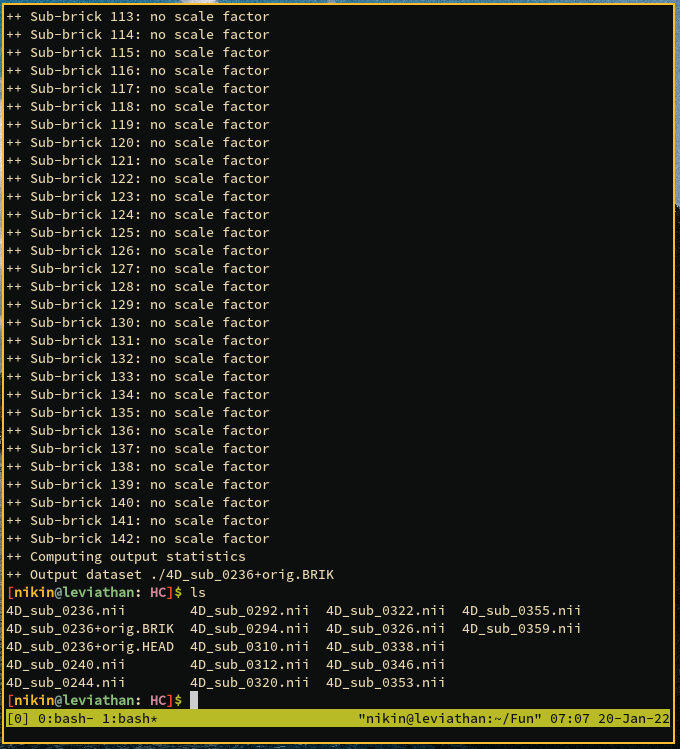 ++ Sub-brick 113: no scale factor
++ Sub-brick 114: no scale factor
++ Sub-brick 115: no scale factor
++ Sub-brick 116: no scale factor
++ Sub-brick 117: no scale factor
++ Sub-brick 118: no scale factor
++ Sub-brick 119: no scale factor
++ Sub-brick 120: no scale factor
++ Sub-brick 121: no scale factor
++ Sub-brick 122: no scale factor
++ Sub-brick 123: no scale factor
++ Sub-brick 124: no scale factor
++ Sub-brick 125: no scale factor
++ Sub-brick 126: no scale factor
++ Sub-brick 127: no scale factor
++ Sub-brick 128: no scale factor
++ Sub-brick 129: no scale factor
++ Sub-brick 130: no scale factor
++ Sub-brick 131: no scale factor
++ Sub-brick 132: no scale factor
++ Sub-brick 133: no scale factor
++ Sub-brick 134: no scale factor
++ Sub-brick 135: no scale factor
++ Sub-brick 136: no scale factor
++ Sub-brick 137: no scale factor
++ Sub-brick 138: no scale factor
++ Sub-brick 139: no scale factor
++ Sub-brick 140: no scale factor
++ Sub-brick 141: no scale factor
++ Sub-brick 142: no scale factor
++ Computing output statistics
++ Output dataset ./4D_sub_0236+orig.BRIK
[nikin@leviathan: HC]$ ls
4D_sub_0236.nii        4D_sub_0292.nii  4D_sub_0322.nii  4D_sub_0355.nii
4D_sub_0236+orig.BRIK  4D_sub_0294.nii  4D_sub_0326.nii  4D_sub_0359.nii
4D_sub_0236+orig.HEAD  4D_sub_0310.nii  4D_sub_0338.nii
4D_sub_0240.nii        4D_sub_0312.nii  4D_sub_0346.nii
4D_sub_0244.nii        4D_sub_0320.nii  4D_sub_0353.nii
[nikin@leviathan: HC]$
[0] 0:bash- 1:bash*                         "nikin@leviathan:~/Fun" 07:07 20-Jan-22